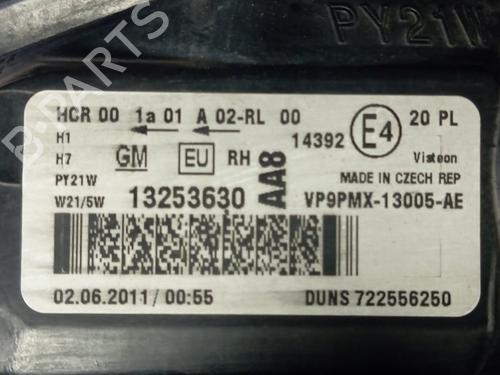 PY21W
HCR 00 1a 01 A 02-RL 00
H1
H7
PY21W
W21/5W
GM
EU
RH
AA8
14392
E4
20 PL
Visteon
MADE IN CZECH REP
13253630
VP9PMX-13005-AE
02.06.2011/00:55
DUNS 722556250
B-PARTS